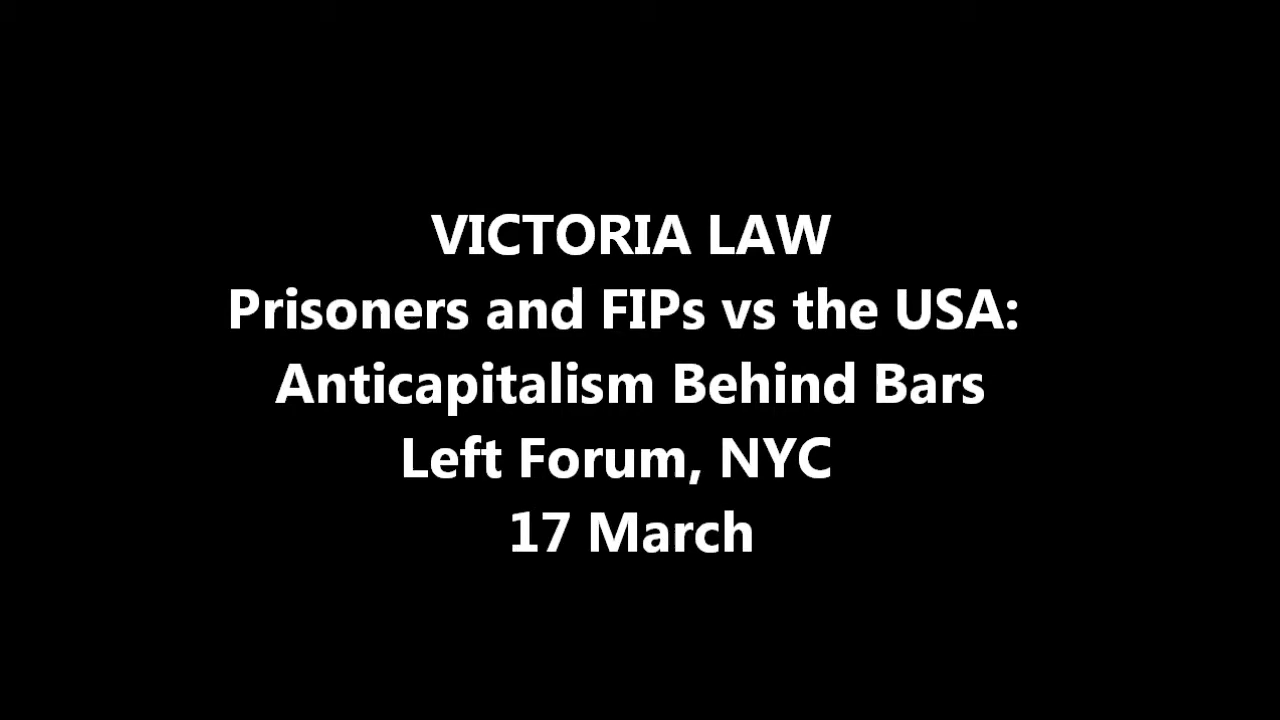 VICTORIA LAW
Prisoners and FIPs vs the USA:
Anticapitalism Behind Bars
Left Forum, NYC
17 March